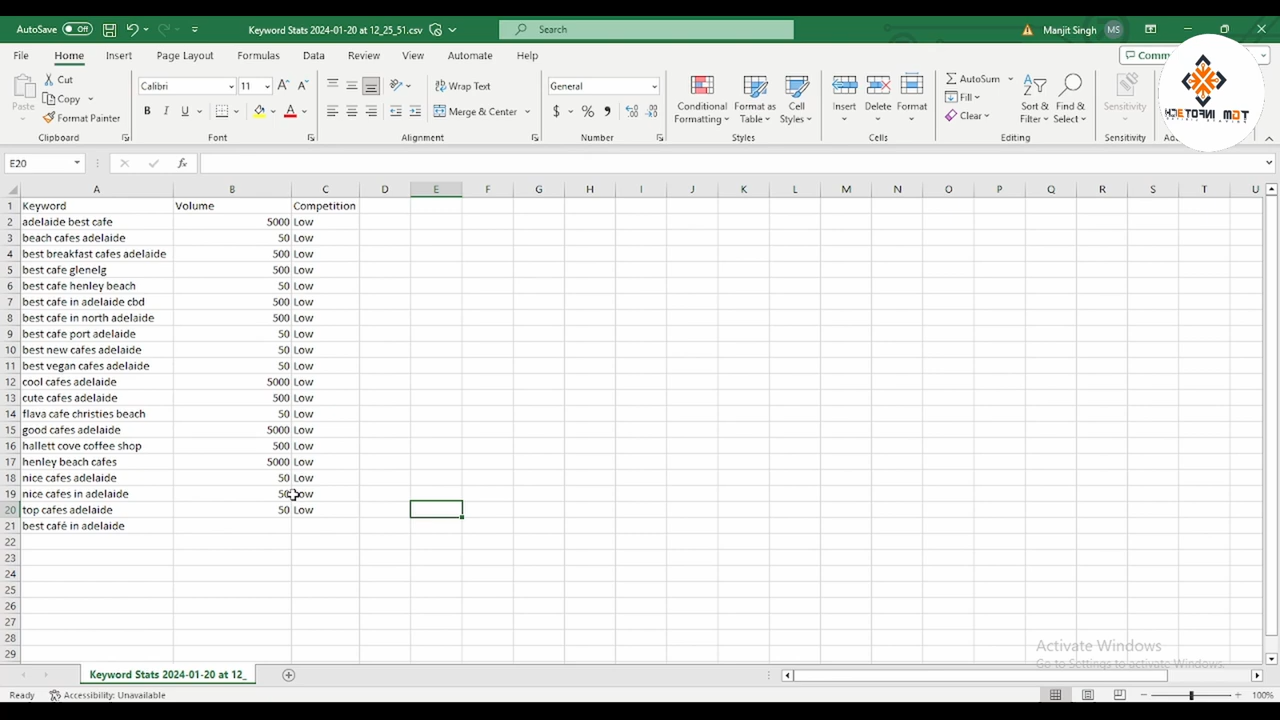 AutoSave Off Keyword Stats 2024-01-20 at 12_25_51.csv Search Manjit Singh MS
File Home Insert Page Layout Formulas Data Review View Automate Help
Paste Cut Copy Format Painter
Calibri 11 B I U A
Wrap Text Merge & Center
General $ % ,
Conditional Formatting Format as Table Cell Styles
Insert Delete Format
AutoSum Fill Clear Sort & Filter Find & Select
Sensitivity
Clipboard Font Alignment Number Styles Cells Editing Sensitivity
TDM INFOTECH
E20 fx
A B C D E F G H I J K L M N O P Q R S T U
1 Keyword Volume Competition
2 adelaide best cafe 5000 Low
3 beach cafes adelaide 50 Low
4 best breakfast cafes adelaide 500 Low
5 best cafe glenelg 500 Low
6 best cafe henley beach 50 Low
7 best cafe in adelaide cbd 500 Low
8 best cafe in north adelaide 500 Low
9 best cafe port adelaide 50 Low
10 best new cafes adelaide 50 Low
11 best vegan cafes adelaide 50 Low
12 cool cafes adelaide 5000 Low
13 cute cafes adelaide 500 Low
14 flava cafe christies beach 50 Low
15 good cafes adelaide 5000 Low
16 hallett cove coffee shop 500 Low
17 henley beach cafes 5000 Low
18 nice cafes adelaide 50 Low
19 nice cafes in adelaide 50 Low
20 top cafes adelaide 50 Low
21 best café in adelaide
22
23
24
25
26
27
28
29
Activate Windows
Go to Settings to activate Windows.
Keyword Stats 2024-01-20 at 12_
Ready Accessibility: Unavailable 100%